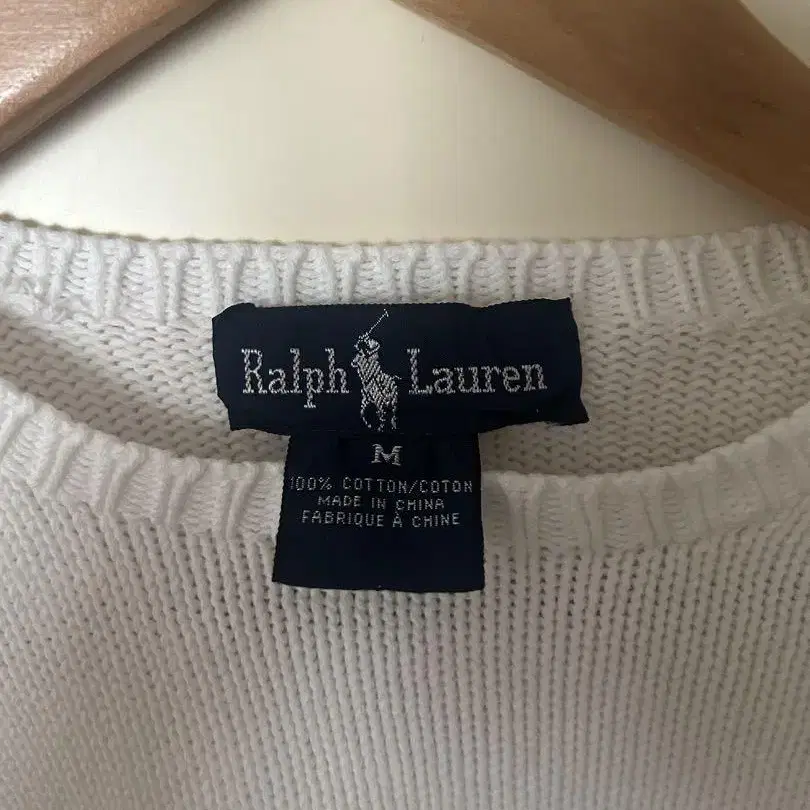 Ralph Lauren
M
100% COTTON/COTON
MADE IN CHINA
FABRIQUE À CHINE